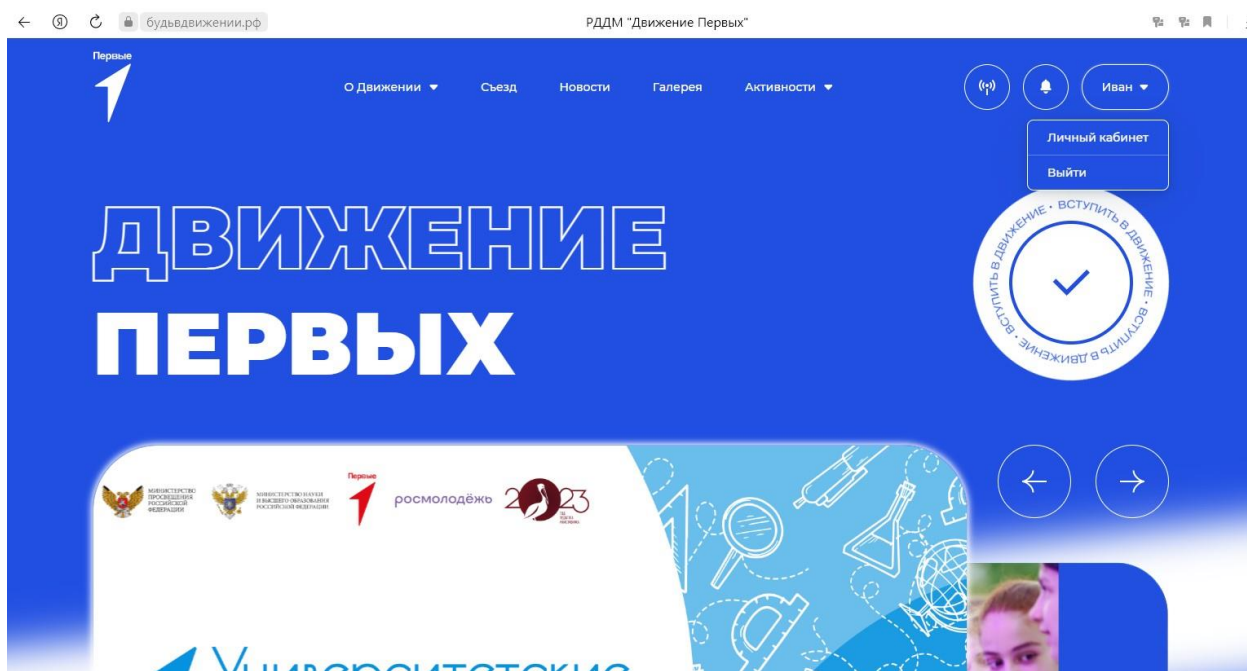 будьвдвижении.рф
РДДМ "Движение Первых"
Первые
О Движении
Съезд
Новости
Галерея
Активности
Иван
Личный кабинет
Выйти
ДВИЖЕНИЕ
ПЕРВЫХ
ВСТУПИТЬ В ДВИЖЕНИЕ · ВСТУПИТЬ В ДВИЖЕНИЕ · ВСТУПИТЬ В ДВИЖЕНИЕ ·
МИНИСТЕРСТВО
ПРОСВЕЩЕНИЯ
РОССИЙСКОЙ
ФЕДЕРАЦИИ
МИНИСТЕРСТВО НАУКИ
И ВЫСШЕГО ОБРАЗОВАНИЯ
РОССИЙСКОЙ ФЕДЕРАЦИИ
Первые
росмолодёжь
2023
Университетские